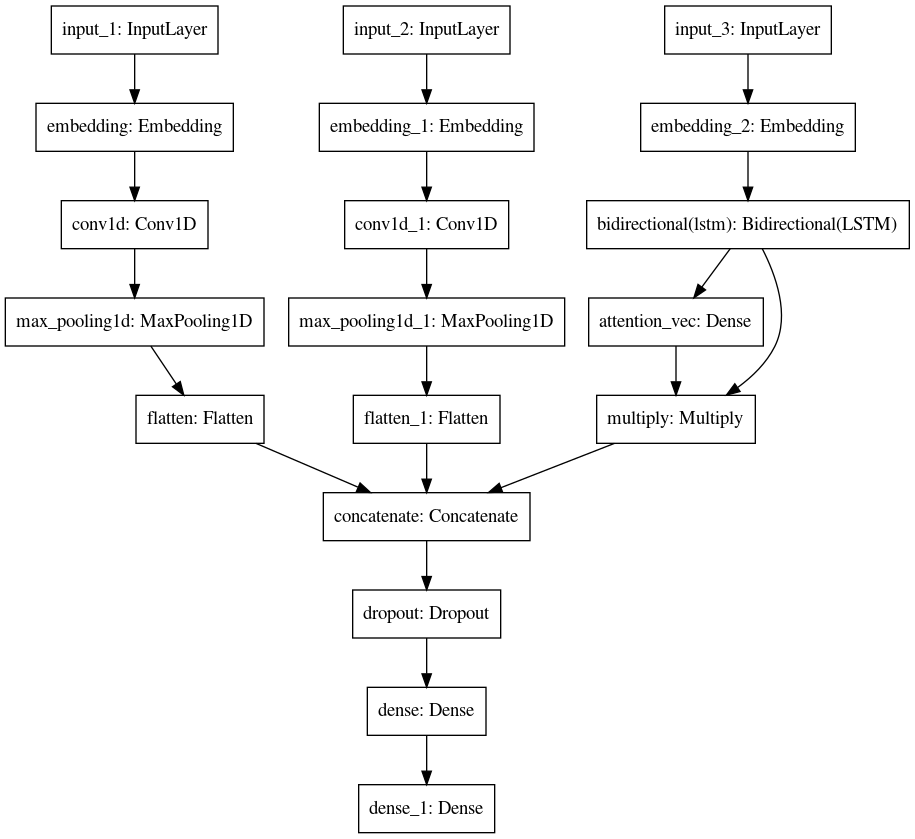 input_1: InputLayer
input_2: InputLayer
input_3: InputLayer
embedding: Embedding
embedding_1: Embedding
embedding_2: Embedding
conv1d: Conv1D
conv1d_1: Conv1D
bidirectional(lstm): Bidirectional(LSTM)
max_pooling1d: MaxPooling1D
max_pooling1d_1: MaxPooling1D
attention_vec: Dense
flatten: Flatten
flatten_1: Flatten
multiply: Multiply
concatenate: Concatenate
dropout: Dropout
dense: Dense
dense_1: Dense